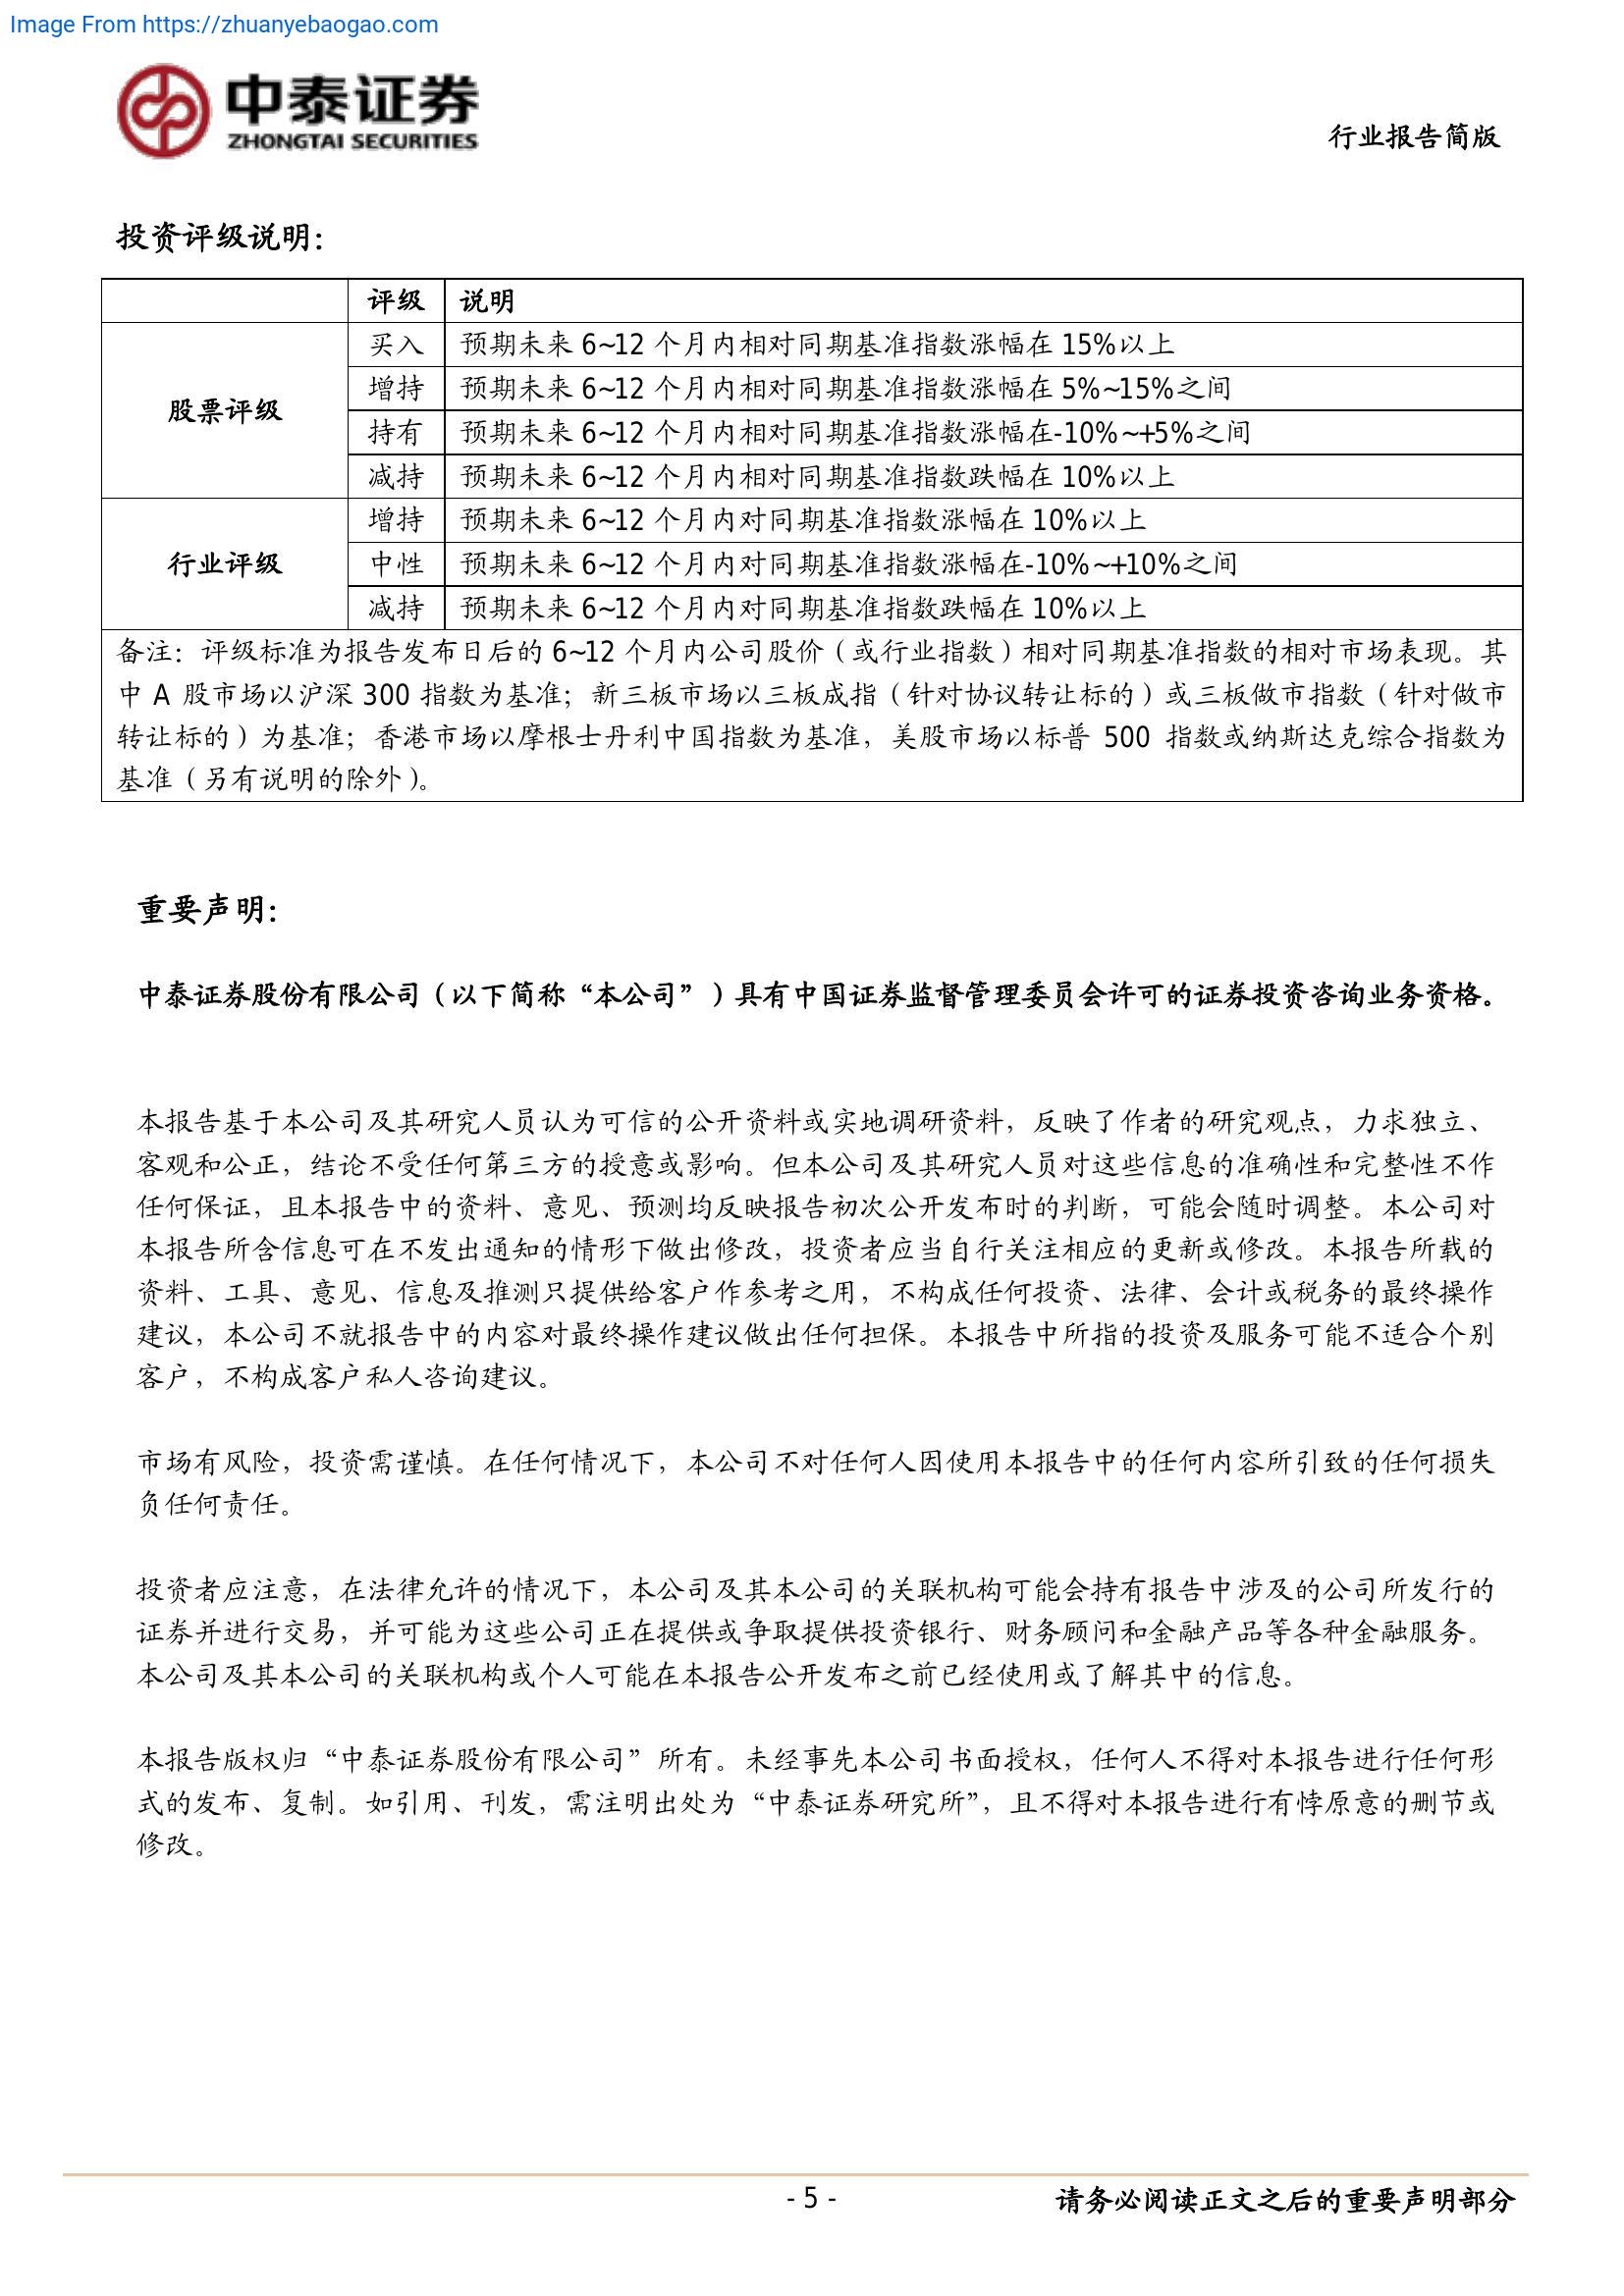 Image From https://zhuanyebaogao.com
中泰证券
ZHONGTAI SECURITIES
行业报告简版
投资评级说明：
评级 说明
股票评级
买入 预期未来 6~12 个月内相对同期基准指数涨幅在 15%以上
增持 预期未来 6~12 个月内相对同期基准指数涨幅在 5%~15%之间
持有 预期未来 6~12 个月内相对同期基准指数涨幅在-10%~+5%之间
减持 预期未来 6~12 个月内相对同期基准指数跌幅在 10%以上
行业评级
增持 预期未来 6~12 个月内对同期基准指数涨幅在 10%以上
中性 预期未来 6~12 个月内对同期基准指数涨幅在-10%~+10%之间
减持 预期未来 6~12 个月内对同期基准指数跌幅在 10%以上
备注：评级标准为报告发布日后的 6~12 个月内公司股价（或行业指数）相对同期基准指数的相对市场表现。其
中 A 股市场以沪深 300 指数为基准；新三板市场以三板成指（针对协议转让标的）或三板做市指数（针对做市
转让标的）为基准；香港市场以摩根士丹利中国指数为基准，美股市场以标普 500 指数或纳斯达克综合指数为
基准（另有说明的除外）。
重要声明：
中泰证券股份有限公司（以下简称“本公司”）具有中国证券监督管理委员会许可的证券投资咨询业务资格。
本报告基于本公司及其研究人员认为可信的公开资料或实地调研资料，反映了作者的研究观点，力求独立、
客观和公正，结论不受任何第三方的授意或影响。但本公司及其研究人员对这些信息的准确性和完整性不作
任何保证，且本报告中的资料、意见、预测均反映报告初次公开发布时的判断，可能会随时调整。本公司对
本报告所含信息可在不发出通知的情形下做出修改，投资者应当自行关注相应的更新或修改。本报告所载的
资料、工具、意见、信息及推测只提供给客户作参考之用，不构成任何投资、法律、会计或税务的最终操作
建议，本公司不就报告中的内容对最终操作建议做出任何担保。本报告中所指的投资及服务可能不适合个别
客户，不构成客户私人咨询建议。
市场有风险，投资需谨慎。在任何情况下，本公司不对任何人因使用本报告中的任何内容所引致的任何损失
负任何责任。
投资者应注意，在法律允许的情况下，本公司及其本公司的关联机构可能会持有报告中涉及的公司所发行的
证券并进行交易，并可能为这些公司正在提供或争取提供投资银行、财务顾问和金融产品等各种金融服务。
本公司及其本公司的关联机构或个人可能在本报告公开发布之前已经使用或了解其中的信息。
本报告版权归“中泰证券股份有限公司”所有。未经事先本公司书面授权，任何人不得对本报告进行任何形
式的发布、复制。如引用、刊发，需注明出处为“中泰证券研究所”，且不得对本报告进行有悖原意的删节或
修改。
- 5 -
请务必阅读正文之后的重要声明部分